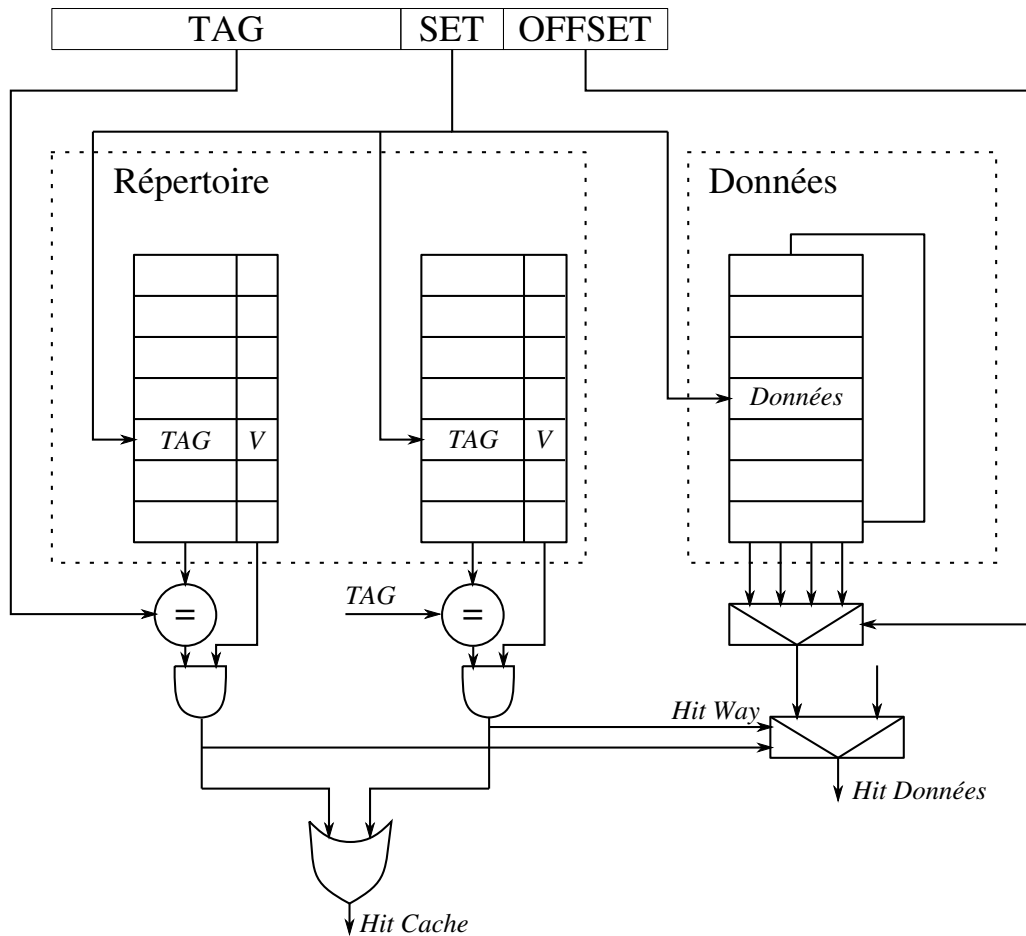 TAG SET OFFSET
Répertoire Données
Données
TAG V TAG V
TAG
Hit Way
Hit Données
Hit Cache